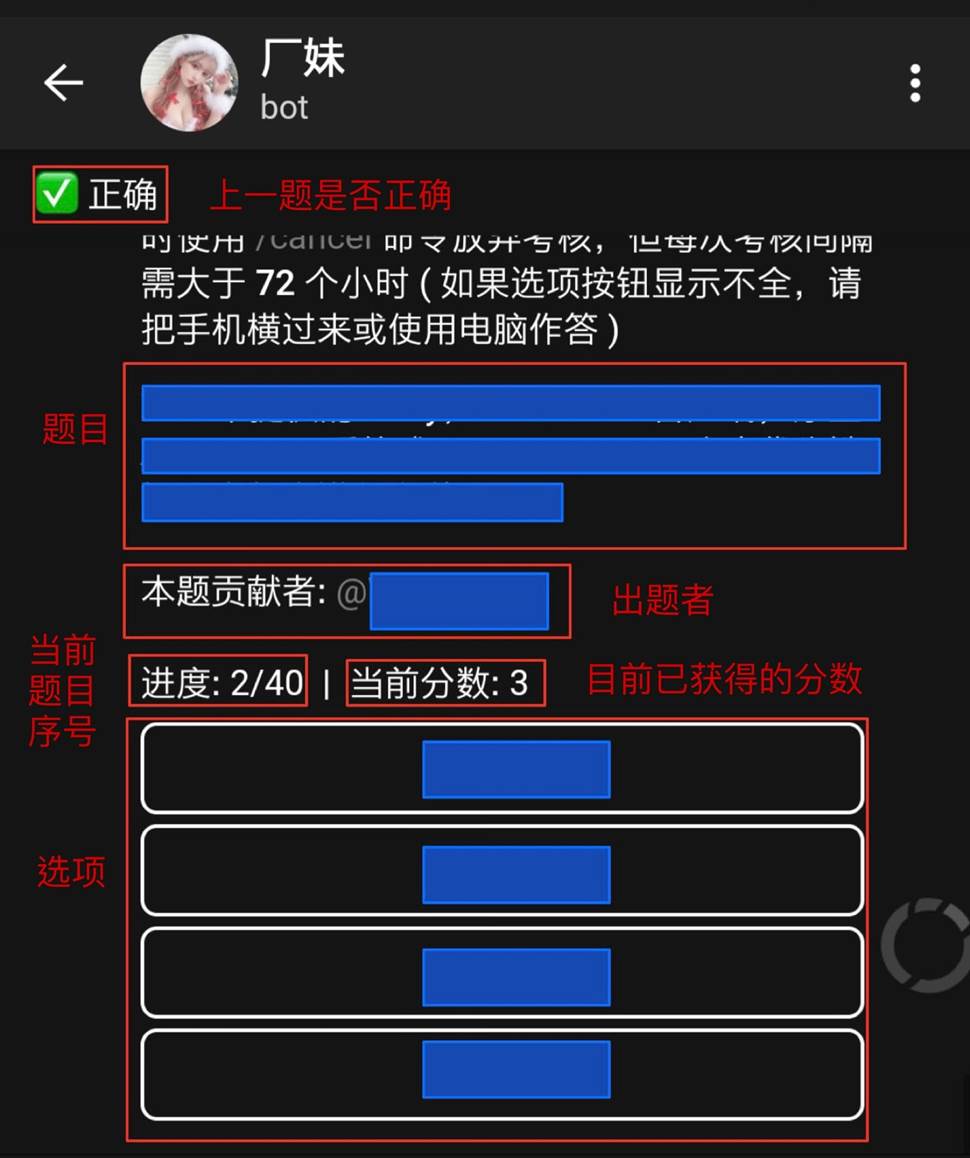 厂妹
bot
✅ 正确 上一题是否正确
时使用 /cancel 命令放弃考核，但每次考核间隔
需大于 72 个小时 ( 如果选项按钮显示不全，请
把手机横过来或使用电脑作答 )
题目
本题贡献者: @
出题者
当前
题目
序号
进度: 2/40 | 当前分数: 3
目前已获得的分数
选项